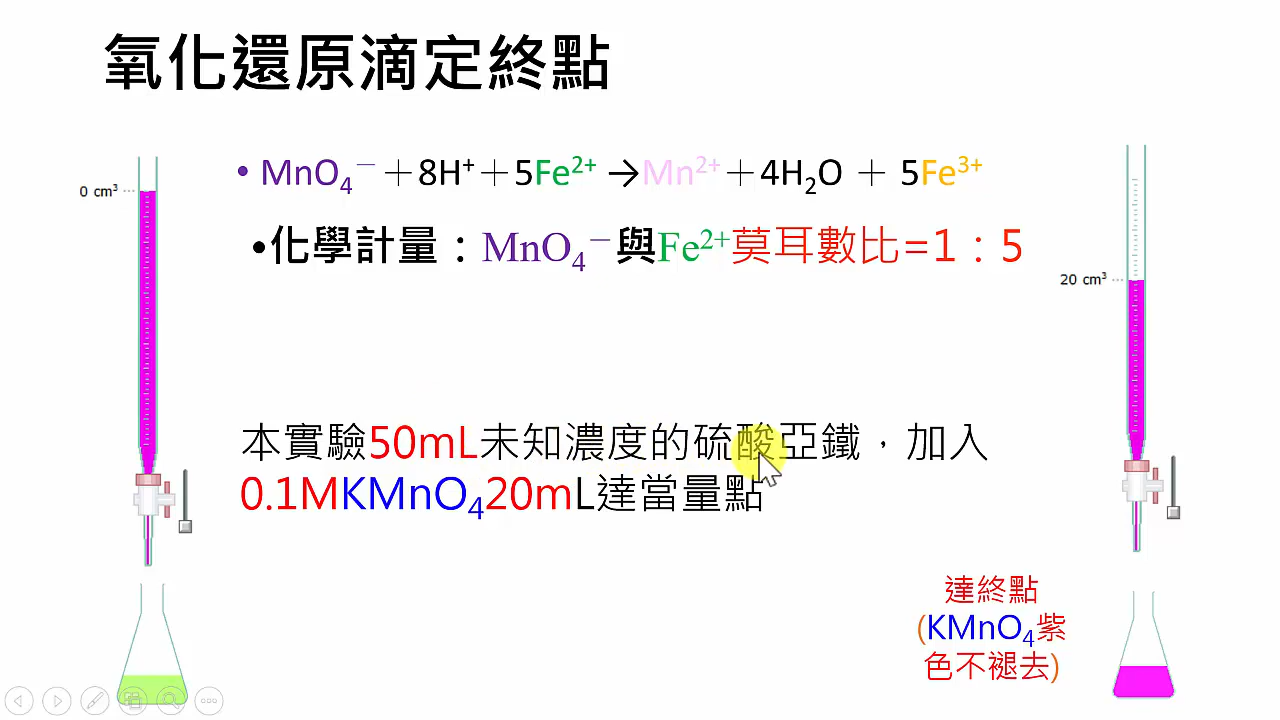 氧化還原滴定終點
0 cm³
• MnO₄⁻＋8H⁺＋5Fe²⁺ →Mn²⁺＋4H₂O ＋ 5Fe³⁺
•化學計量：MnO₄⁻與Fe²⁺莫耳數比=1：5
20 cm³
本實驗50mL未知濃度的硫酸亞鐵，加入
0.1MKMnO₄20mL達當量點
達終點
(KMnO₄紫
色不褪去)